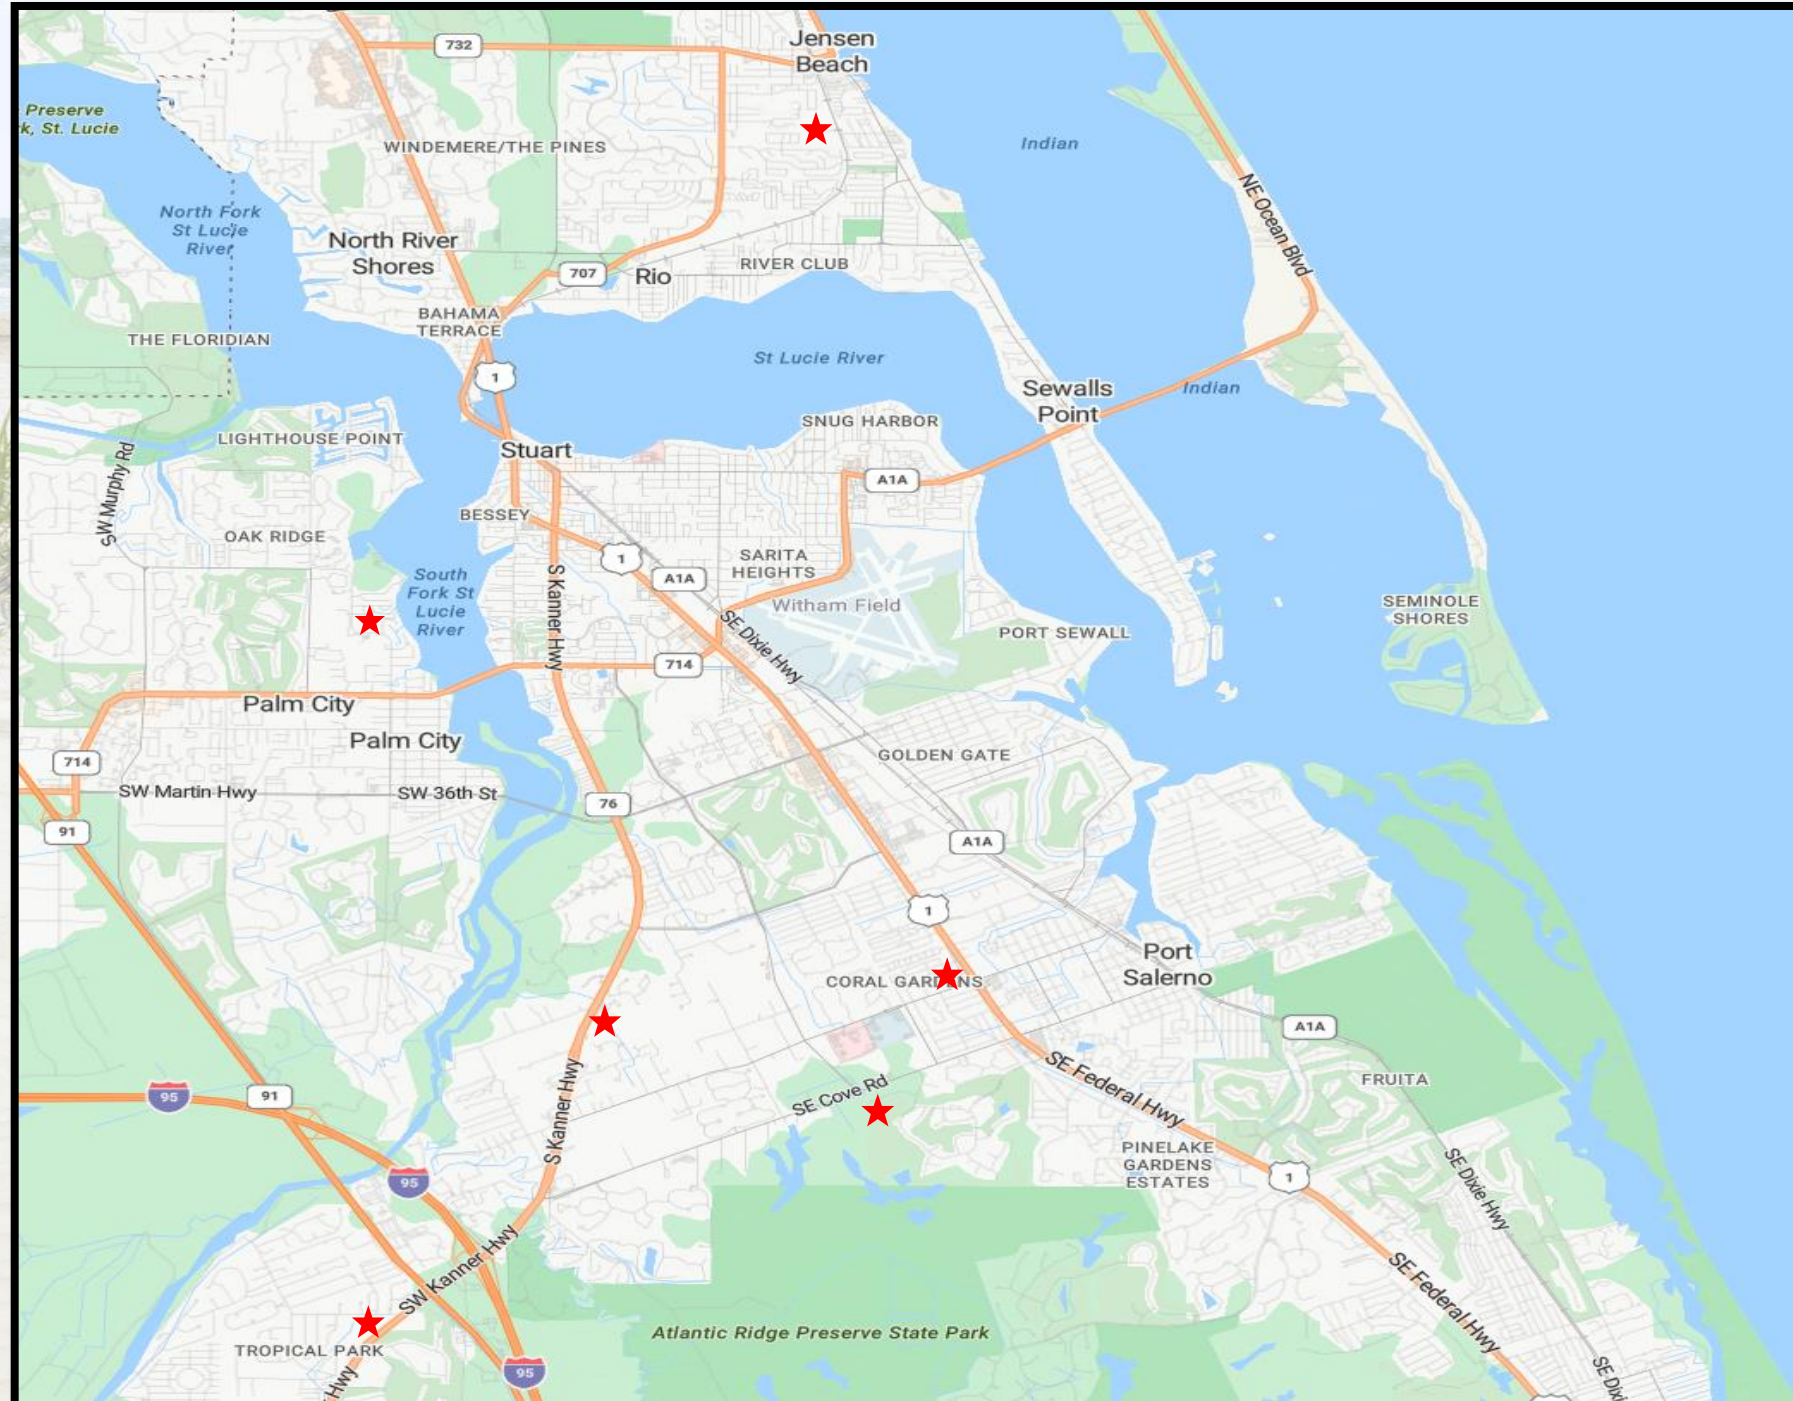 Jensen
Beach
732
Preserve
k, St. Lucie
Indian
WINDEMERE/THE PINES
NE Ocean Blvd
North Fork
St Lucie
River
North River
Shores
707
Rio
RIVER CLUB
BAHAMA
TERRACE
THE FLORIDIAN
St Lucie River
1
Sewalls
Point
Indian
SNUG HARBOR
LIGHTHOUSE POINT
Stuart
SW Murphy Rd
A1A
BESSEY
OAK RIDGE
1
SARITA
HEIGHTS
A1A
South
Fork St
Lucie
River
S Kanner Hwy
Witham Field
SEMINOLE
SHORES
SE Dixie Hwy
PORT SEWALL
714
Palm City
Palm City
GOLDEN GATE
714
SW Martin Hwy
SW 36th St
76
91
A1A
1
Port
Salerno
CORAL GARDENS
A1A
SE Federal Hwy
FRUITA
S Kanner Hwy
SE Cove Rd
95
91
PINELAKE
GARDENS
ESTATES
1
SE Dixie Hwy
95
SW Kanner Hwy
SE Federal Hwy
Atlantic Ridge Preserve State Park
TROPICAL PARK
95
Hwy
SE Dixi